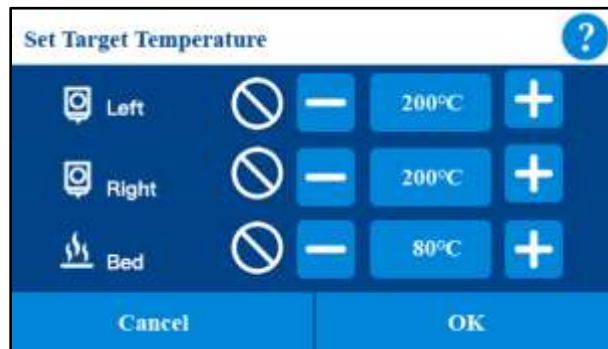 Set Target Temperature ?
Left 200°C
Right 200°C
Bed 80°C
Cancel OK